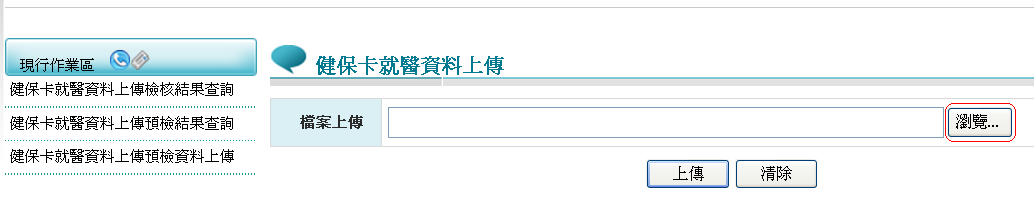 現行作業區
健保卡就醫資料上傳檢核結果查詢
健保卡就醫資料上傳預檢結果查詢
健保卡就醫資料上傳預檢資料上傳
健保卡就醫資料上傳
檔案上傳
瀏覽...
上傳
清除